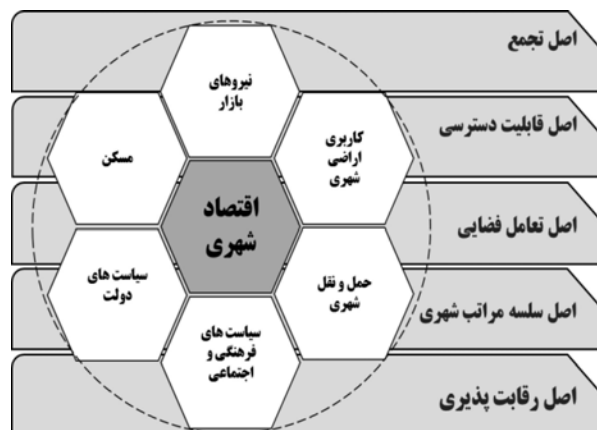 اصل تجمع
نیروهای
بازار
اصل قابلیت دسترسی
کاربری
اراضی
شهری
مسکن
اقتصاد
شهری
اصل تعامل فضایی
حمل و نقل
شهری
سیاست های
دولت
اصل سلسه مراتب شهری
سیاست های
فرهنگی و
اجتماعی
اصل رقابت پذیری